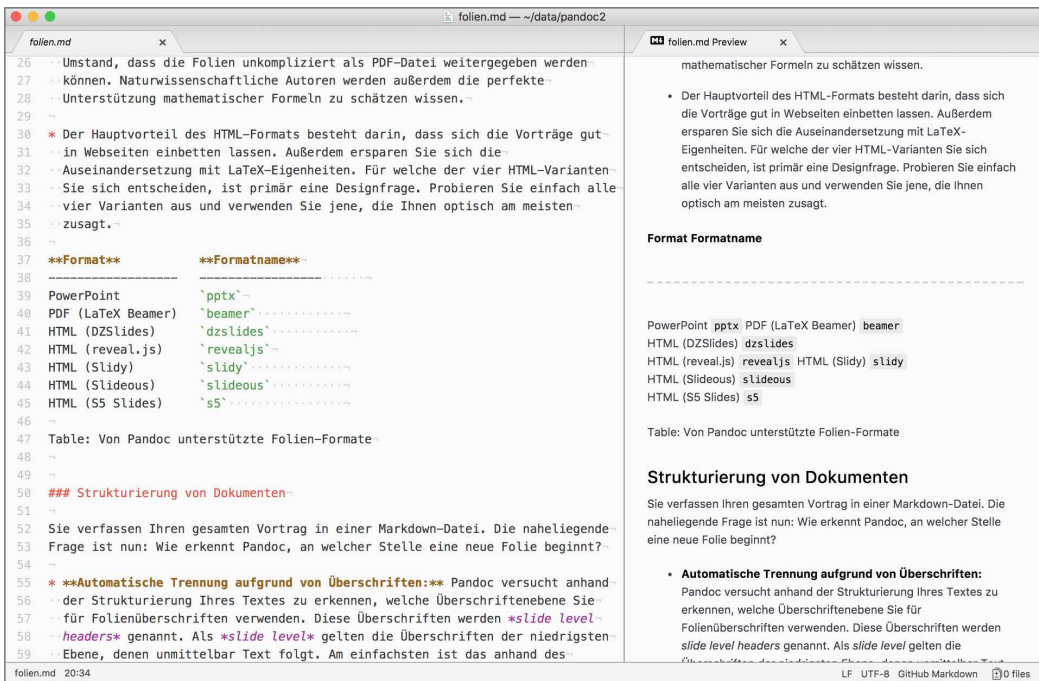 folien.md — ~/data/pandoc2
folien.md ×
26 Umstand, dass die Folien unkompliziert als PDF-Datei weitergegeben werden
27 können. Naturwissenschaftliche Autoren werden außerdem die perfekte
28 Unterstützung mathematischer Formeln zu schätzen wissen.
29
30 * Der Hauptvorteil des HTML-Formats besteht darin, dass sich die Vorträge gut
31 in Webseiten einbetten lassen. Außerdem ersparen Sie sich die
32 Auseinandersetzung mit LaTeX-Eigenheiten. Für welche der vier HTML-Varianten
33 Sie sich entscheiden, ist primär eine Designfrage. Probieren Sie einfach alle
34 vier Varianten aus und verwenden Sie jene, die Ihnen optisch am meisten
35 zusagt.
36
37 **Format** **Formatname**
38 ------------------ -----------------
39 PowerPoint `pptx`
40 PDF (LaTeX Beamer) `beamer`
41 HTML (DZSlides) `dzslides`
42 HTML (reveal.js) `revealjs`
43 HTML (Slidy) `slidy`
44 HTML (Slideous) `slideous`
45 HTML (S5 Slides) `s5`
46
47 Table: Von Pandoc unterstützte Folien-Formate
48
49
50 ### Strukturierung von Dokumenten
51
52 Sie verfassen Ihren gesamten Vortrag in einer Markdown-Datei. Die naheliegende
53 Frage ist nun: Wie erkennt Pandoc, an welcher Stelle eine neue Folie beginnt?
54
55 * **Automatische Trennung aufgrund von Überschriften:** Pandoc versucht anhand
56 der Strukturierung Ihres Textes zu erkennen, welche Überschriftenebene Sie
57 für Folienüberschriften verwenden. Diese Überschriften werden *slide level
58 headers* genannt. Als *slide level* gelten die Überschriften der niedrigsten
59 Ebene, denen unmittelbar Text folgt. Am einfachsten ist das anhand des
folien.md Preview ×
mathematischer Formeln zu schätzen wissen.
• Der Hauptvorteil des HTML-Formats besteht darin, dass sich
die Vorträge gut in Webseiten einbetten lassen. Außerdem
ersparen Sie sich die Auseinandersetzung mit LaTeX-
Eigenheiten. Für welche der vier HTML-Varianten Sie sich
entscheiden, ist primär eine Designfrage. Probieren Sie einfach
alle vier Varianten aus und verwenden Sie jene, die Ihnen
optisch am meisten zusagt.
Format Formatname
PowerPoint pptx PDF (LaTeX Beamer) beamer
HTML (DZSlides) dzslides
HTML (reveal.js) revealjs HTML (Slidy) slidy
HTML (Slideous) slideous
HTML (S5 Slides) s5
Table: Von Pandoc unterstützte Folien-Formate
Strukturierung von Dokumenten
Sie verfassen Ihren gesamten Vortrag in einer Markdown-Datei. Die
naheliegende Frage ist nun: Wie erkennt Pandoc, an welcher Stelle
eine neue Folie beginnt?
• Automatische Trennung aufgrund von Überschriften:
Pandoc versucht anhand der Strukturierung Ihres Textes zu
erkennen, welche Überschriftenebene Sie für
Folienüberschriften verwenden. Diese Überschriften werden
slide level headers genannt. Als slide level gelten die
Überschriften der niedrigsten Ebene, denen unmittelbar Text
folien.md 20:34
LF UTF-8 GitHub Markdown 0 files